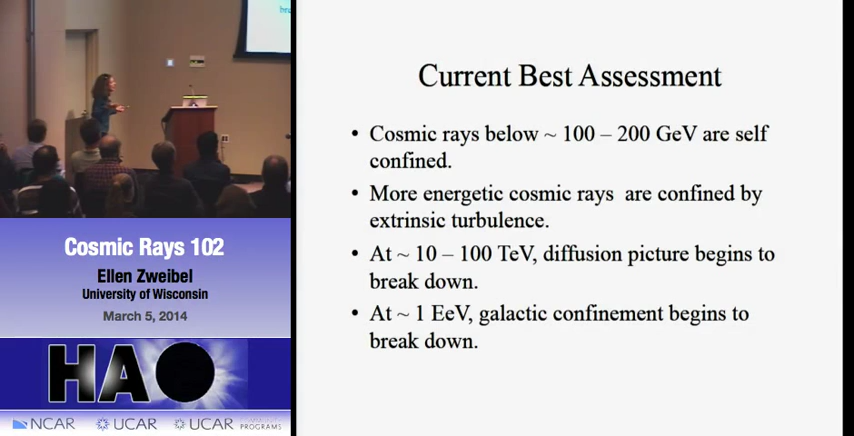 Current Best Assessment
• Cosmic rays below ~ 100 – 200 GeV are self
confined.
• More energetic cosmic rays are confined by
extrinsic turbulence.
• At ~ 10 – 100 TeV, diffusion picture begins to
break down.
• At ~ 1 EeV, galactic confinement begins to
break down.
Cosmic Rays 102
Ellen Zweibel
University of Wisconsin
March 5, 2014
HAO
NCAR UCAR UCAR
PROGRAMS